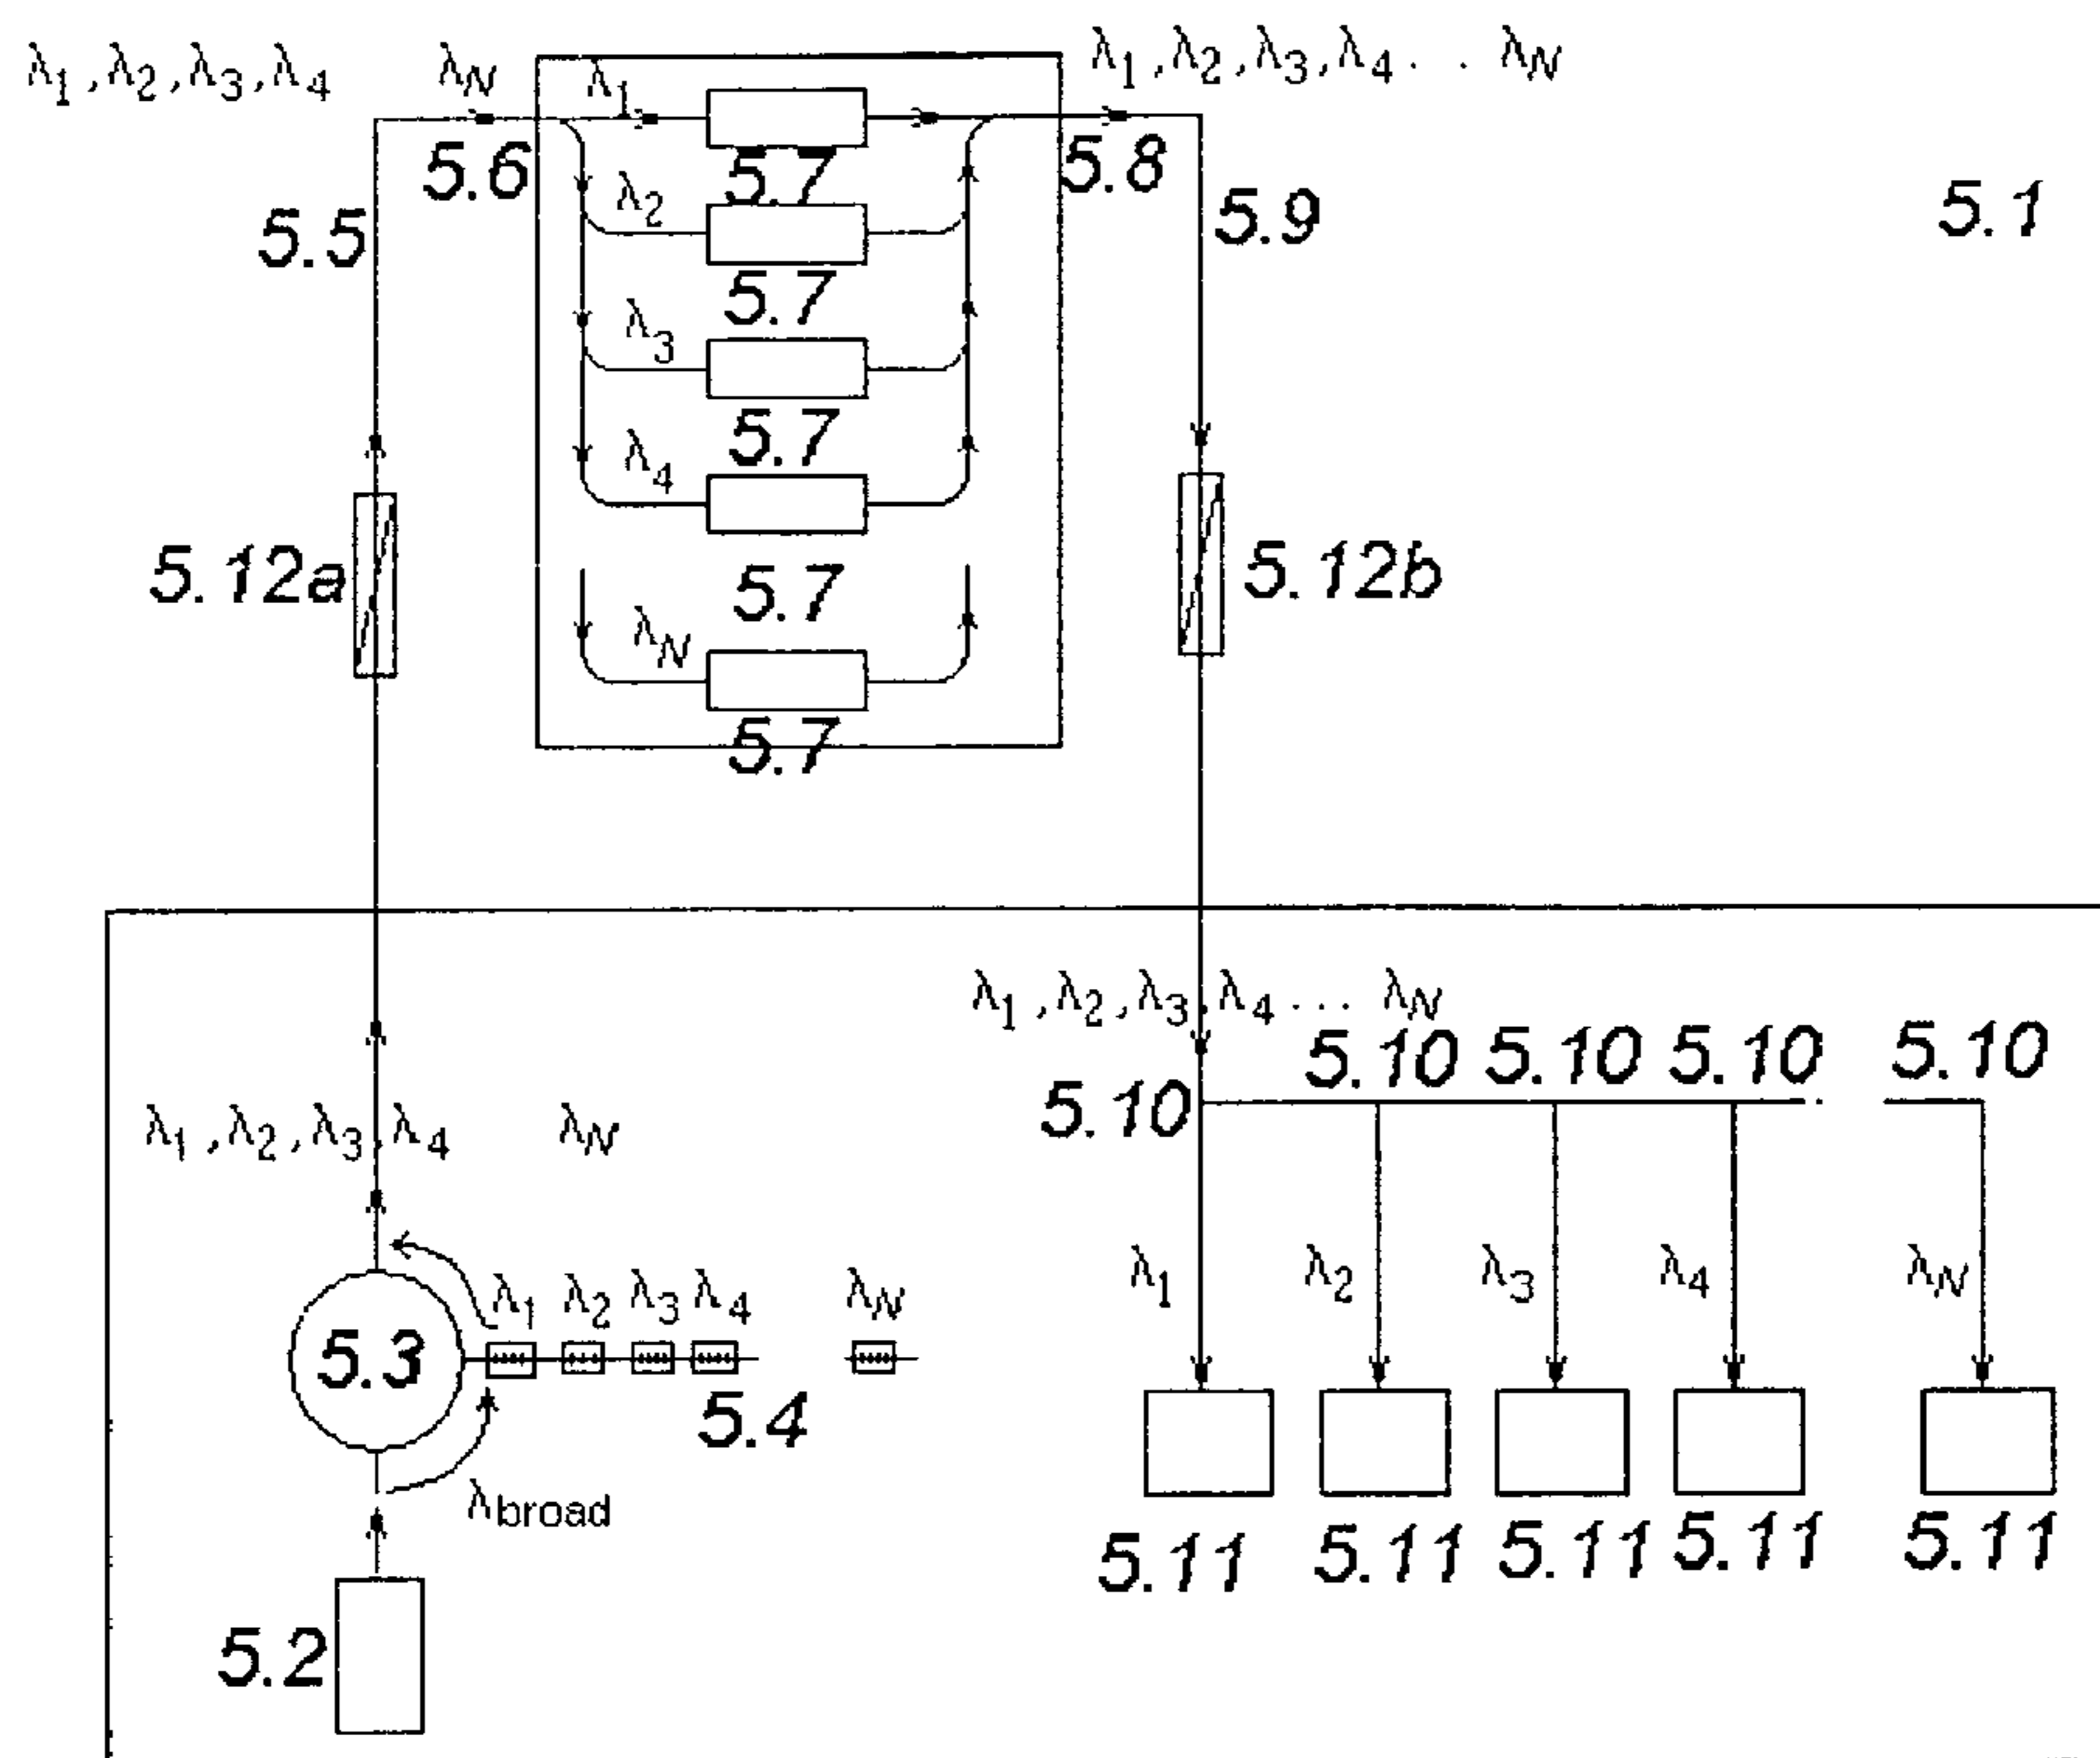 λ1,λ2,λ3,λ4 λN λ1 λ1,λ2,λ3,λ4. . λN
5.6 5.7 5.8
5.5 λ2 5.9 5.1
5.7
λ3
5.7
λ4
5.12a 5.7 5.12b
λN
5.7
λ1,λ2,λ3,λ4... λN
5.10 5.10 5.10 5.10
5.10
λ1,λ2,λ3,λ4 λN
λ1 λ2 λ3 λ4 λN
λ1 λ2 λ3 λ4 λN
5.3
5.4
λbroad
5.11 5.11 5.11 5.11 5.11
5.2